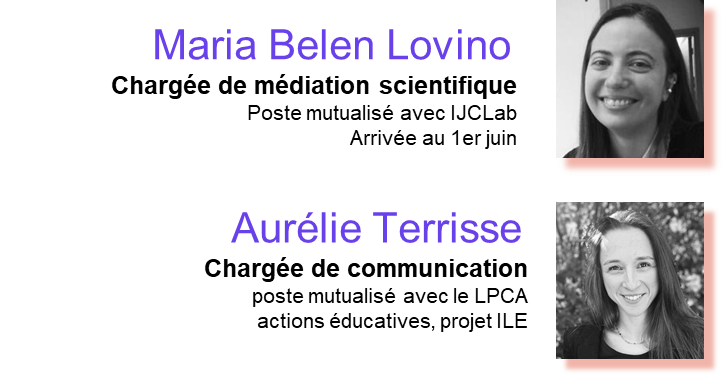 Maria Belen Lovino
Chargée de médiation scientifique
Poste mutualisé avec IJCLab
Arrivée au 1er juin
Aurélie Terrisse
Chargée de communication
poste mutualisé avec le LPCA
actions éducatives, projet ILE